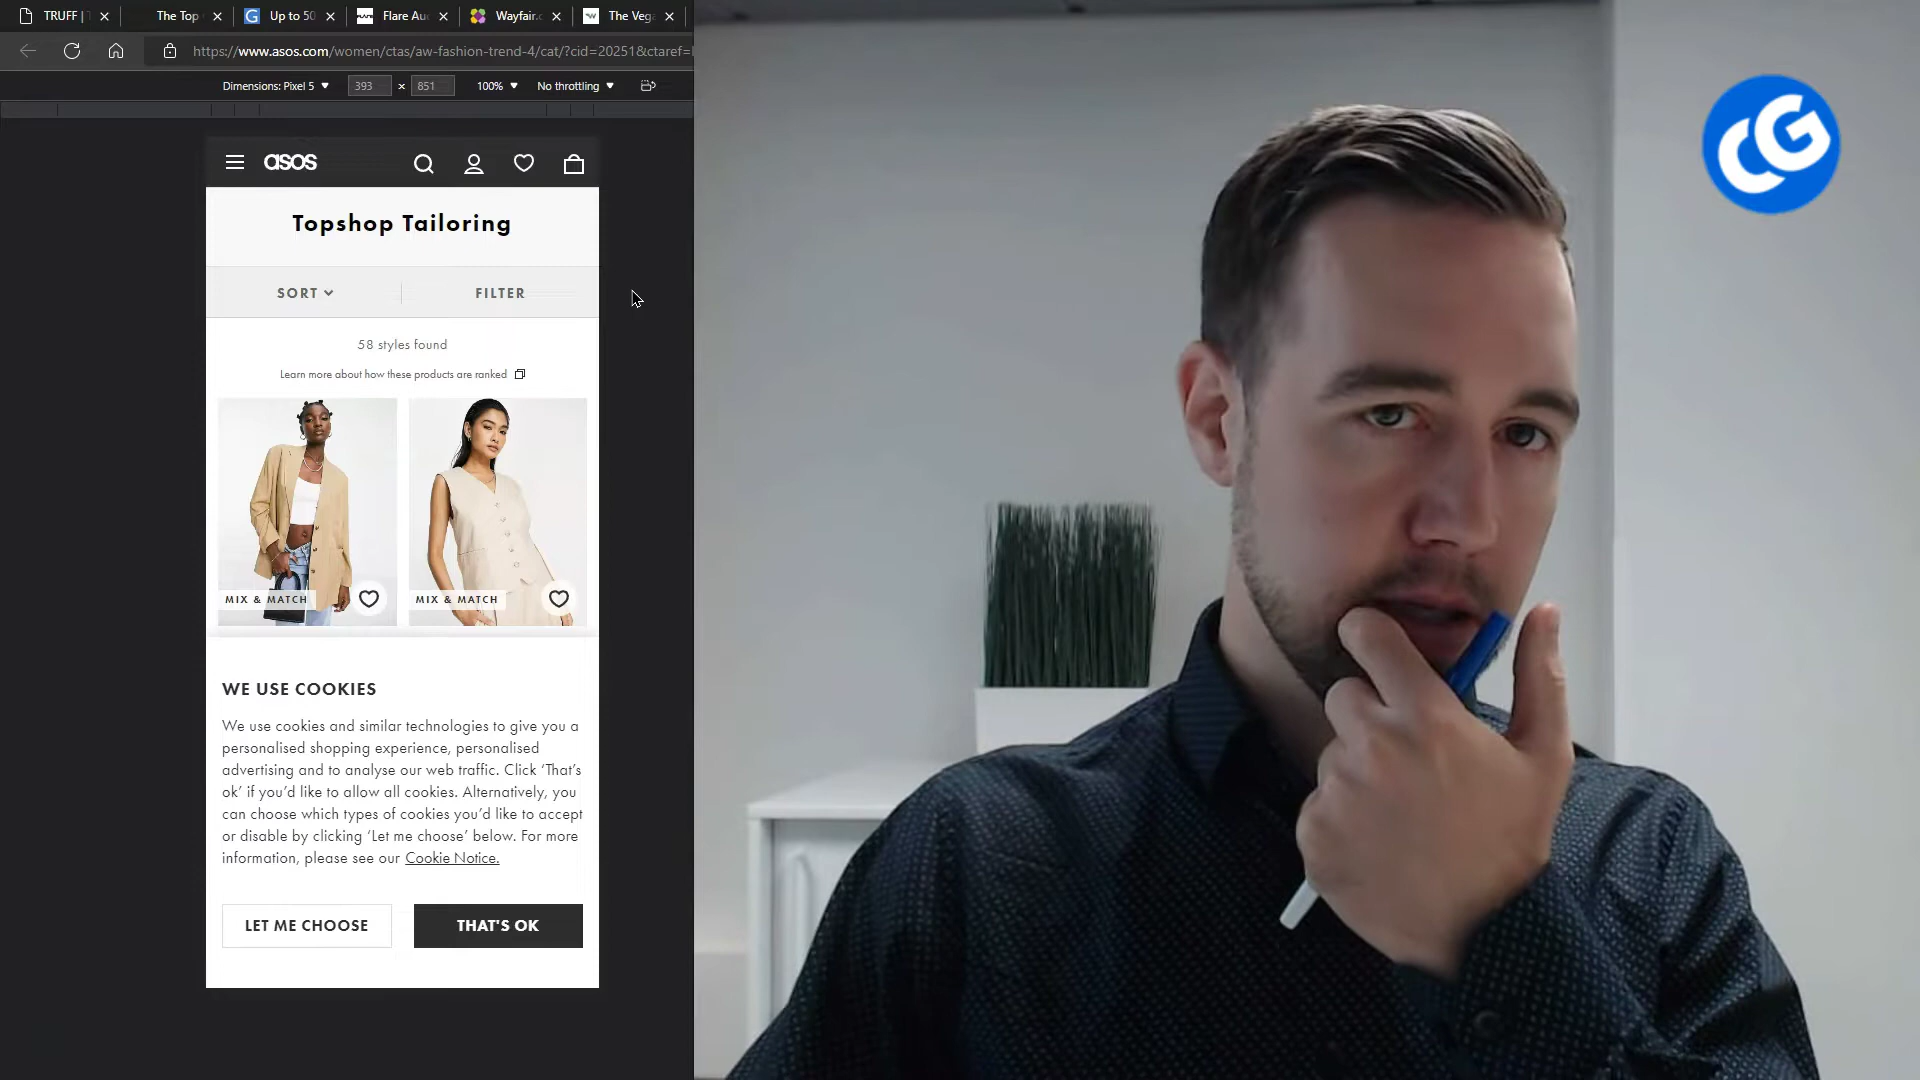 TRUFF | T
The Top
Up to 50
Flare Au
Wayfair.c
The Vega
https://www.asos.com/women/ctas/aw-fashion-trend-4/cat/?cid=20251&ctaref=
Dimensions: Pixel 5 393 × 851 100% No throttling
asos
Topshop Tailoring
SORT FILTER
58 styles found
Learn more about how these products are ranked
MIX & MATCH
MIX & MATCH
WE USE COOKIES
We use cookies and similar technologies to give you a
personalised shopping experience, personalised
advertising and to analyse our web traffic. Click ‘That’s
ok’ if you’d like to allow all cookies. Alternatively, you
can choose which types of cookies you’d like to accept
or disable by clicking ‘Let me choose’ below. For more
information, please see our Cookie Notice.
LET ME CHOOSE
THAT'S OK
CG